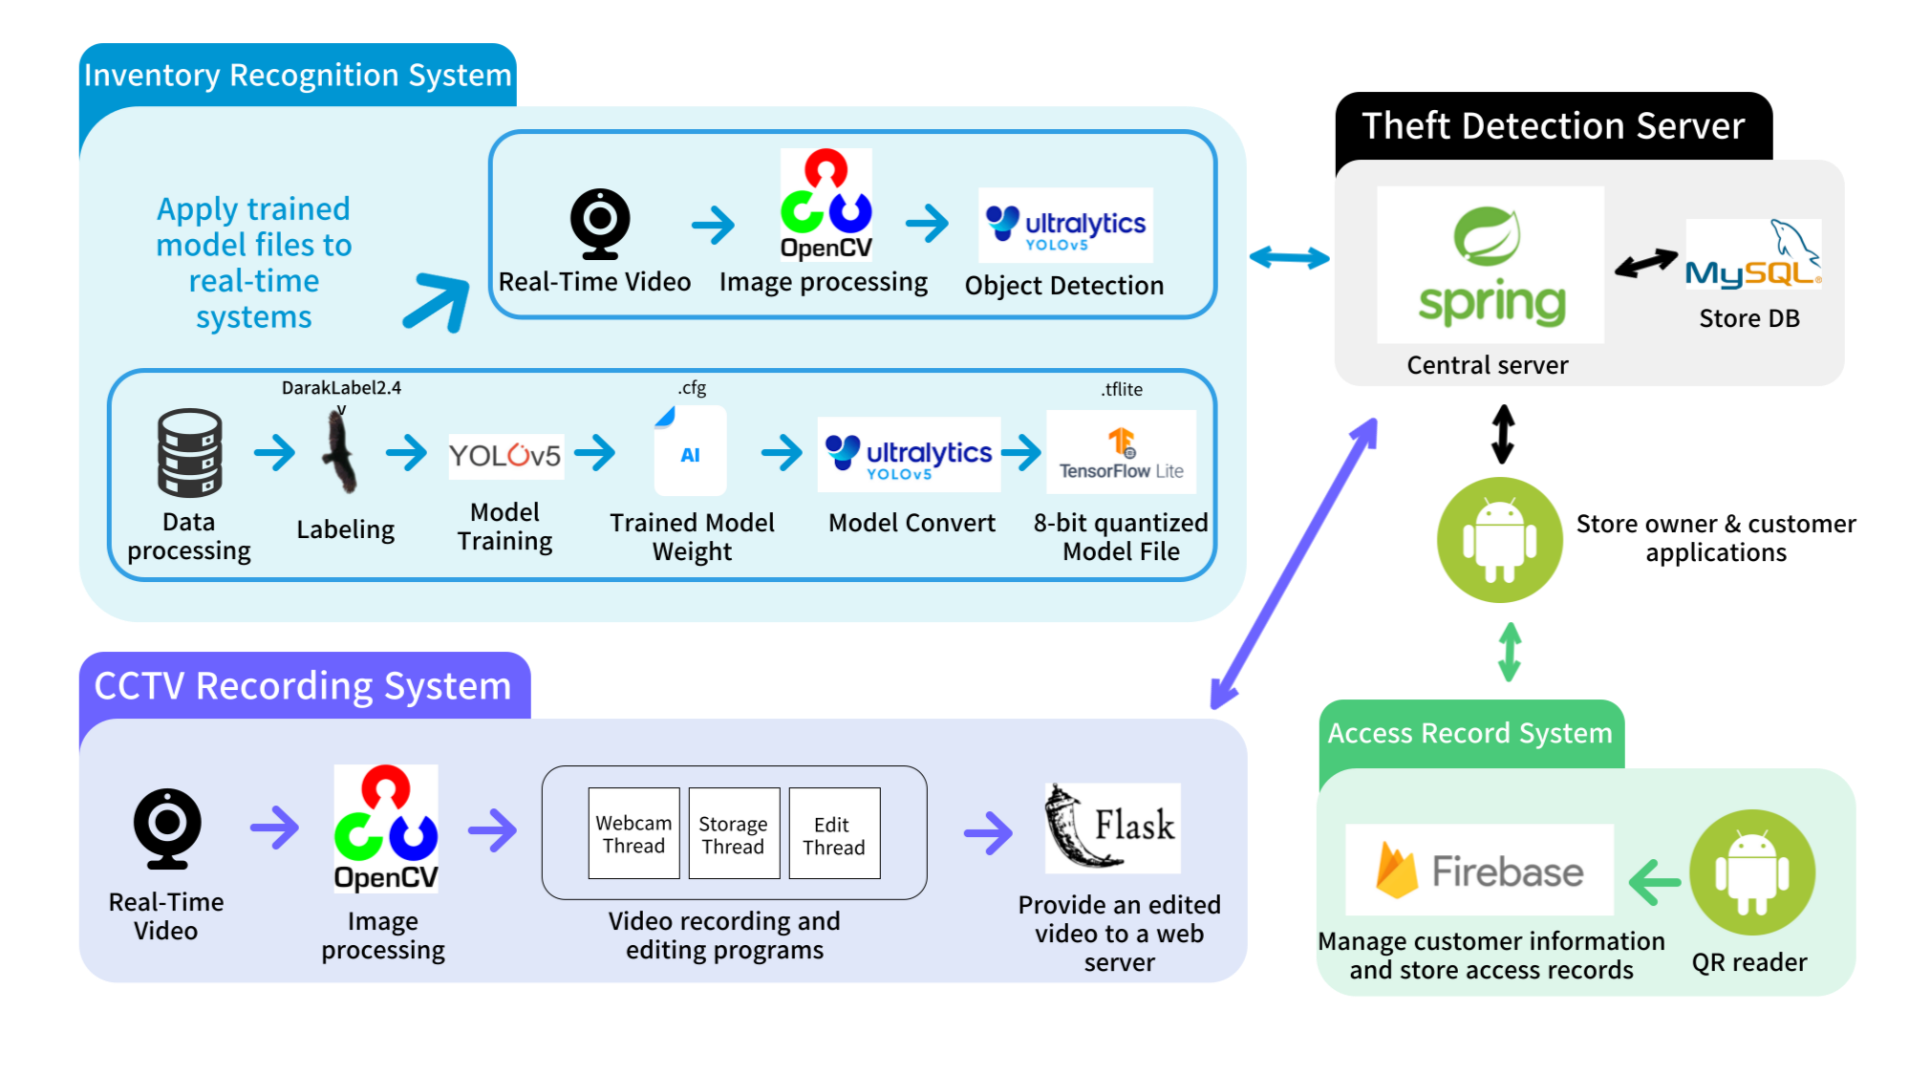 Inventory Recognition System
Apply trained
model files to
real-time
systems
Real-Time Video
OpenCV
Image processing
ultralytics
YOLOv5
Object Detection
DarakLabel2.4
v
.cfg
.tflite
Data
processing
Labeling
YOLOv5
Model
Training
AI
Trained Model
Weight
ultralytics
YOLOv5
Model Convert
TensorFlow Lite
8-bit quantized
Model File
Theft Detection Server
spring
Central server
MySQL
Store DB
Store owner & customer
applications
CCTV Recording System
Real-Time
Video
OpenCV
Image
processing
Webcam
Thread
Storage
Thread
Edit
Thread
Video recording and
editing programs
Flask
Provide an edited
video to a web
server
Access Record System
Firebase
Manage customer information
and store access records
QR reader